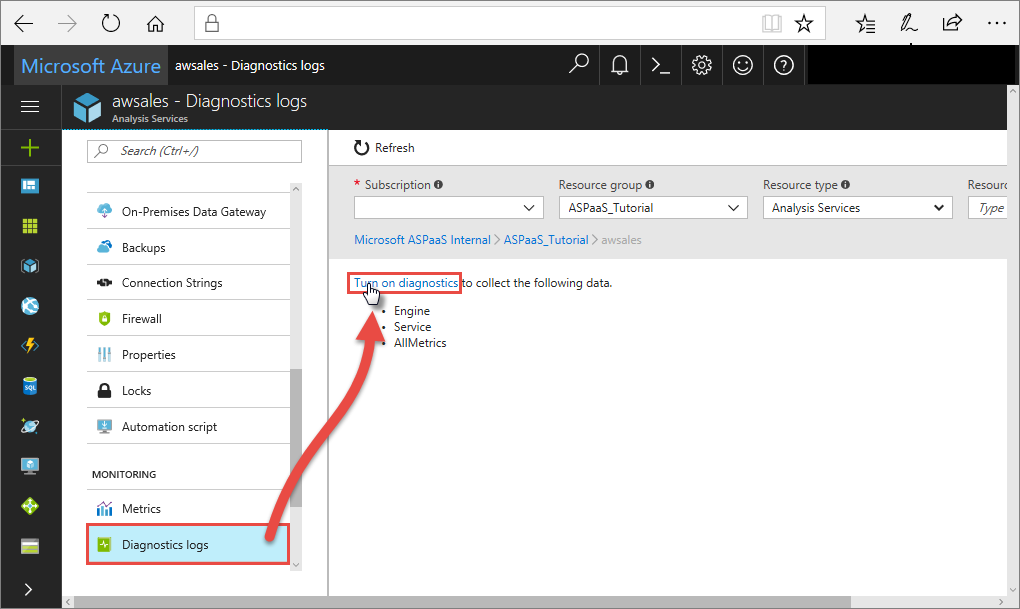 Microsoft Azure awsales - Diagnostics logs
awsales - Diagnostics logs
Analysis Services
Search (Ctrl+/)
On-Premises Data Gateway
Backups
Connection Strings
Firewall
Properties
Locks
Automation script
MONITORING
Metrics
Diagnostics logs
Refresh
* Subscription Resource group Resource type Resourc
ASPaaS_Tutorial Analysis Services Type
Microsoft ASPaaS Internal > ASPaaS_Tutorial > awsales
Turn on diagnostics to collect the following data.
• Engine
• Service
• AllMetrics
SQL